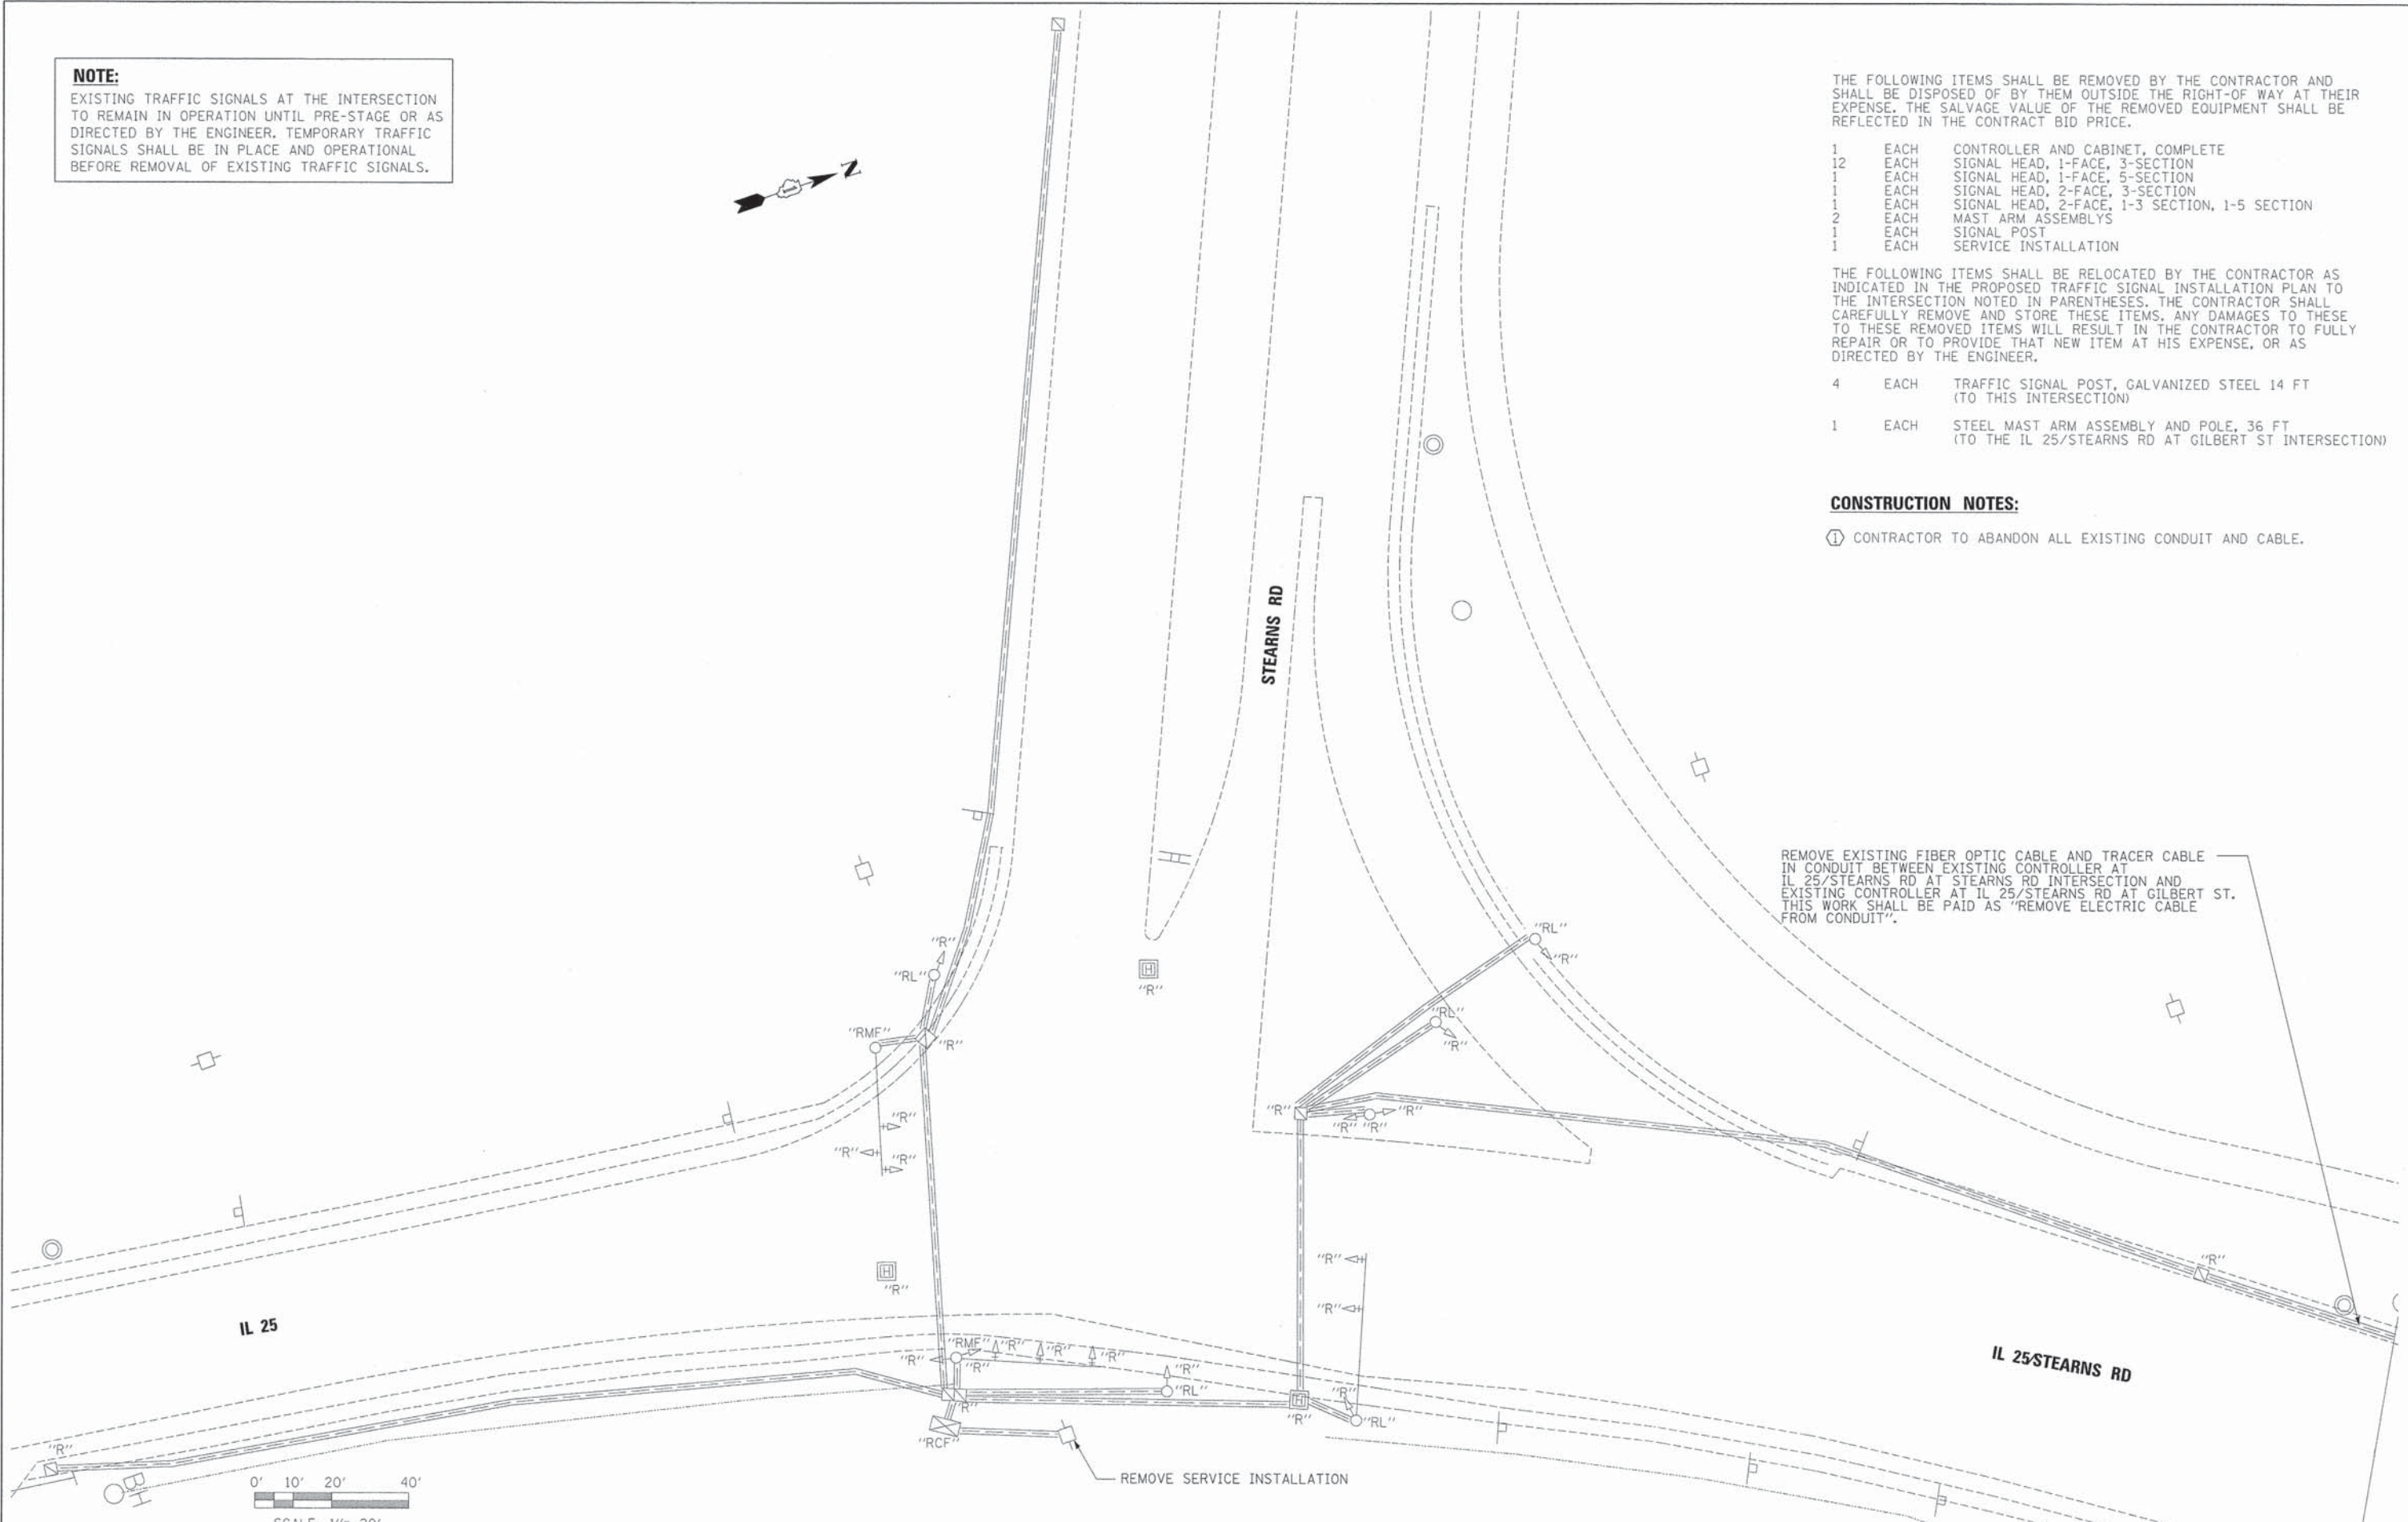 NOTE:
EXISTING TRAFFIC SIGNALS AT THE INTERSECTION
TO REMAIN IN OPERATION UNTIL PRE-STAGE OR AS
DIRECTED BY THE ENGINEER. TEMPORARY TRAFFIC
SIGNALS SHALL BE IN PLACE AND OPERATIONAL
BEFORE REMOVAL OF EXISTING TRAFFIC SIGNALS.
N
THE FOLLOWING ITEMS SHALL BE REMOVED BY THE CONTRACTOR AND
SHALL BE DISPOSED OF BY THEM OUTSIDE THE RIGHT-OF WAY AT THEIR
EXPENSE. THE SALVAGE VALUE OF THE REMOVED EQUIPMENT SHALL BE
REFLECTED IN THE CONTRACT BID PRICE.
1 EACH CONTROLLER AND CABINET, COMPLETE
12 EACH SIGNAL HEAD, 1-FACE, 3-SECTION
1 EACH SIGNAL HEAD, 1-FACE, 5-SECTION
1 EACH SIGNAL HEAD, 2-FACE, 3-SECTION
1 EACH SIGNAL HEAD, 2-FACE, 1-3 SECTION, 1-5 SECTION
2 EACH MAST ARM ASSEMBLYS
1 EACH SIGNAL POST
1 EACH SERVICE INSTALLATION
THE FOLLOWING ITEMS SHALL BE RELOCATED BY THE CONTRACTOR AS
INDICATED IN THE PROPOSED TRAFFIC SIGNAL INSTALLATION PLAN TO
THE INTERSECTION NOTED IN PARENTHESES. THE CONTRACTOR SHALL
CAREFULLY REMOVE AND STORE THESE ITEMS. ANY DAMAGES TO THESE
TO THESE REMOVED ITEMS WILL RESULT IN THE CONTRACTOR TO FULLY
REPAIR OR TO PROVIDE THAT NEW ITEM AT HIS EXPENSE, OR AS
DIRECTED BY THE ENGINEER.
4 EACH TRAFFIC SIGNAL POST, GALVANIZED STEEL 14 FT
(TO THIS INTERSECTION)
1 EACH STEEL MAST ARM ASSEMBLY AND POLE, 36 FT
(TO THE IL 25/STEARNS RD AT GILBERT ST INTERSECTION)
CONSTRUCTION NOTES:
1 CONTRACTOR TO ABANDON ALL EXISTING CONDUIT AND CABLE.
STEARNS RD
REMOVE EXISTING FIBER OPTIC CABLE AND TRACER CABLE
IN CONDUIT BETWEEN EXISTING CONTROLLER AT
IL 25/STEARNS RD AT STEARNS RD INTERSECTION AND
EXISTING CONTROLLER AT IL 25/STEARNS RD AT GILBERT ST.
THIS WORK SHALL BE PAID AS "REMOVE ELECTRIC CABLE
FROM CONDUIT".
"R"
"RL"
"RMF"
"R"
"R"
"R"
"R"
H
"R"
"RL"
"R"
"RL"
"R"
"R"
"R"
"R" "R"
"R"
"R"
"R"
H
"R"
IL 25
IL 25/STEARNS RD
"RMF"
"R"
"R"
"R"
"R"
"R"
"R"
"RL"
"R"
H
"R"
"RL"
"R"
"RCF"
"R"
BH
REMOVE SERVICE INSTALLATION
0' 10' 20' 40'